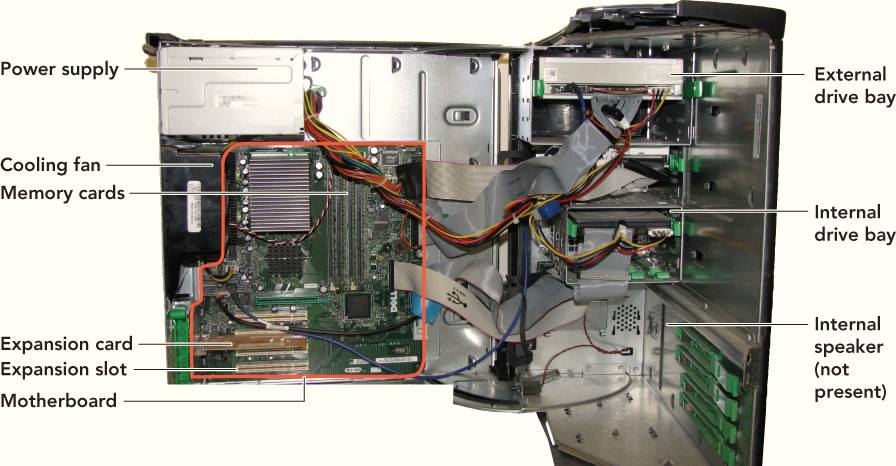 Power supply
Cooling fan
Memory cards
Expansion card
Expansion slot
Motherboard
External
drive bay
Internal
drive bay
Internal
speaker
(not
present)
DELL